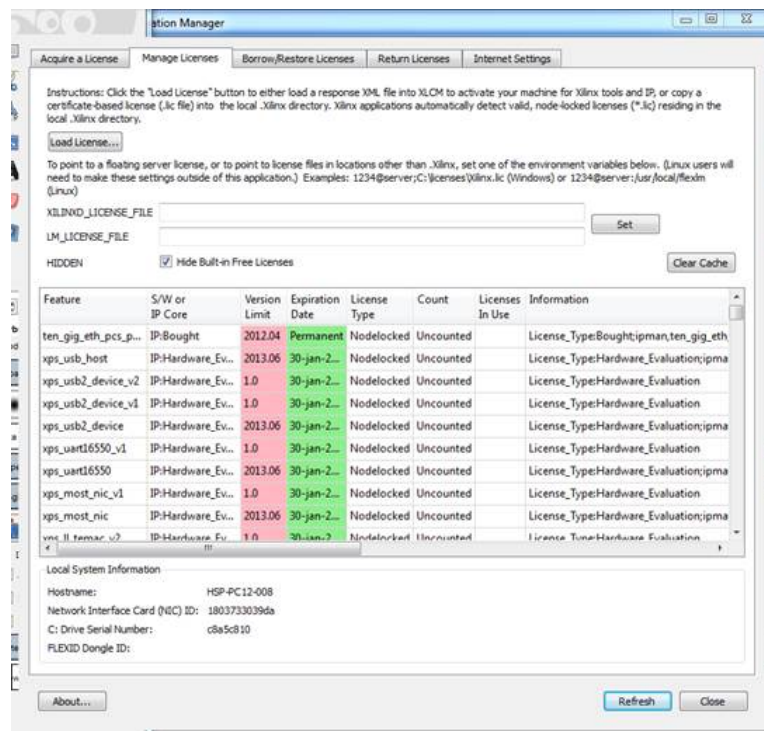 ation Manager
Acquire a License
Manage Licenses
Borrow/Restore Licenses
Return Licenses
Internet Settings
Instructions: Click the "Load License" button to either load a response XML file into XLCM to activate your machine for Xilinx tools and IP, or copy a
certificate-based license (.lic file) into the local .Xilinx directory. Xilinx applications automatically detect valid, node-locked licenses (*.lic) residing in the
local .Xilinx directory.
Load License...
To point to a floating server license, or to point to license files in locations other than .Xilinx, set one of the environment variables below. (Linux users will
need to make these settings outside of this application.) Examples: 1234@server;C:\licenses\Xilinx.lic (Windows) or 1234@server:/usr/local/flexlm
(Linux)
XILINXD_LICENSE_FILE
Set
LM_LICENSE_FILE
HIDDEN
Hide Built-in Free Licenses
Clear Cache
Feature S/W or IP Core Version Limit Expiration Date License Type Count Licenses In Use Information
ten_gig_eth_pcs_p... IP:Bought 2012.04 Permanent Nodelocked Uncounted License_Type:Bought;ipman,ten_gig_eth
xps_usb_host IP:Hardware_Ev... 2013.06 30-jan-2... Nodelocked Uncounted License_Type:Hardware_Evaluation;ipma
xps_usb2_device_v2 IP:Hardware_Ev... 1.0 30-jan-2... Nodelocked Uncounted License_Type:Hardware_Evaluation
xps_usb2_device_v1 IP:Hardware_Ev... 1.0 30-jan-2... Nodelocked Uncounted License_Type:Hardware_Evaluation
xps_usb2_device IP:Hardware_Ev... 2013.06 30-jan-2... Nodelocked Uncounted License_Type:Hardware_Evaluation;ipma
xps_uart16550_v1 IP:Hardware_Ev... 1.0 30-jan-2... Nodelocked Uncounted License_Type:Hardware_Evaluation
xps_uart16550 IP:Hardware_Ev... 2013.06 30-jan-2... Nodelocked Uncounted License_Type:Hardware_Evaluation;ipma
xps_most_nic_v1 IP:Hardware_Ev... 1.0 30-jan-2... Nodelocked Uncounted License_Type:Hardware_Evaluation
xps_most_nic IP:Hardware_Ev... 2013.06 30-jan-2... Nodelocked Uncounted License_Type:Hardware_Evaluation;ipma
xps_ll_temac_v2 IP:Hardware_Ev... 1.0 30-jan-2... Nodelocked Uncounted License_Type:Hardware_Evaluation
Local System Information
Hostname: HSP-PC12-008
Network Interface Card (NIC) ID: 1803733039da
C: Drive Serial Number: c8a5c810
FLEXID Dongle ID:
About...
Refresh
Close